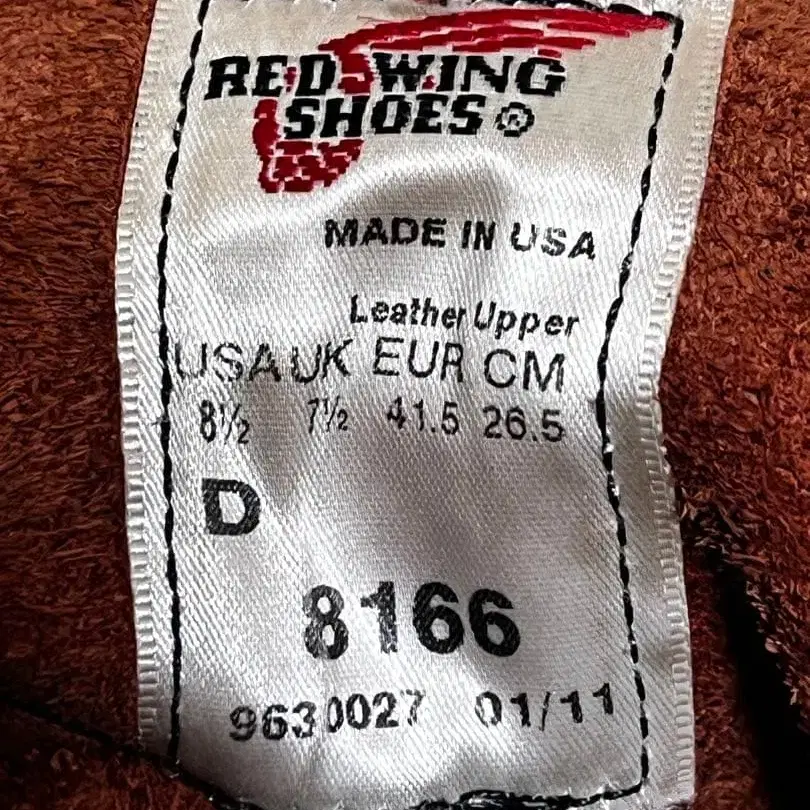 RED WING
SHOES®
MADE IN USA
Leather Upper
USA UK EUR CM
8½ 7½ 41.5 26.5
D
8166
9630027 01/11